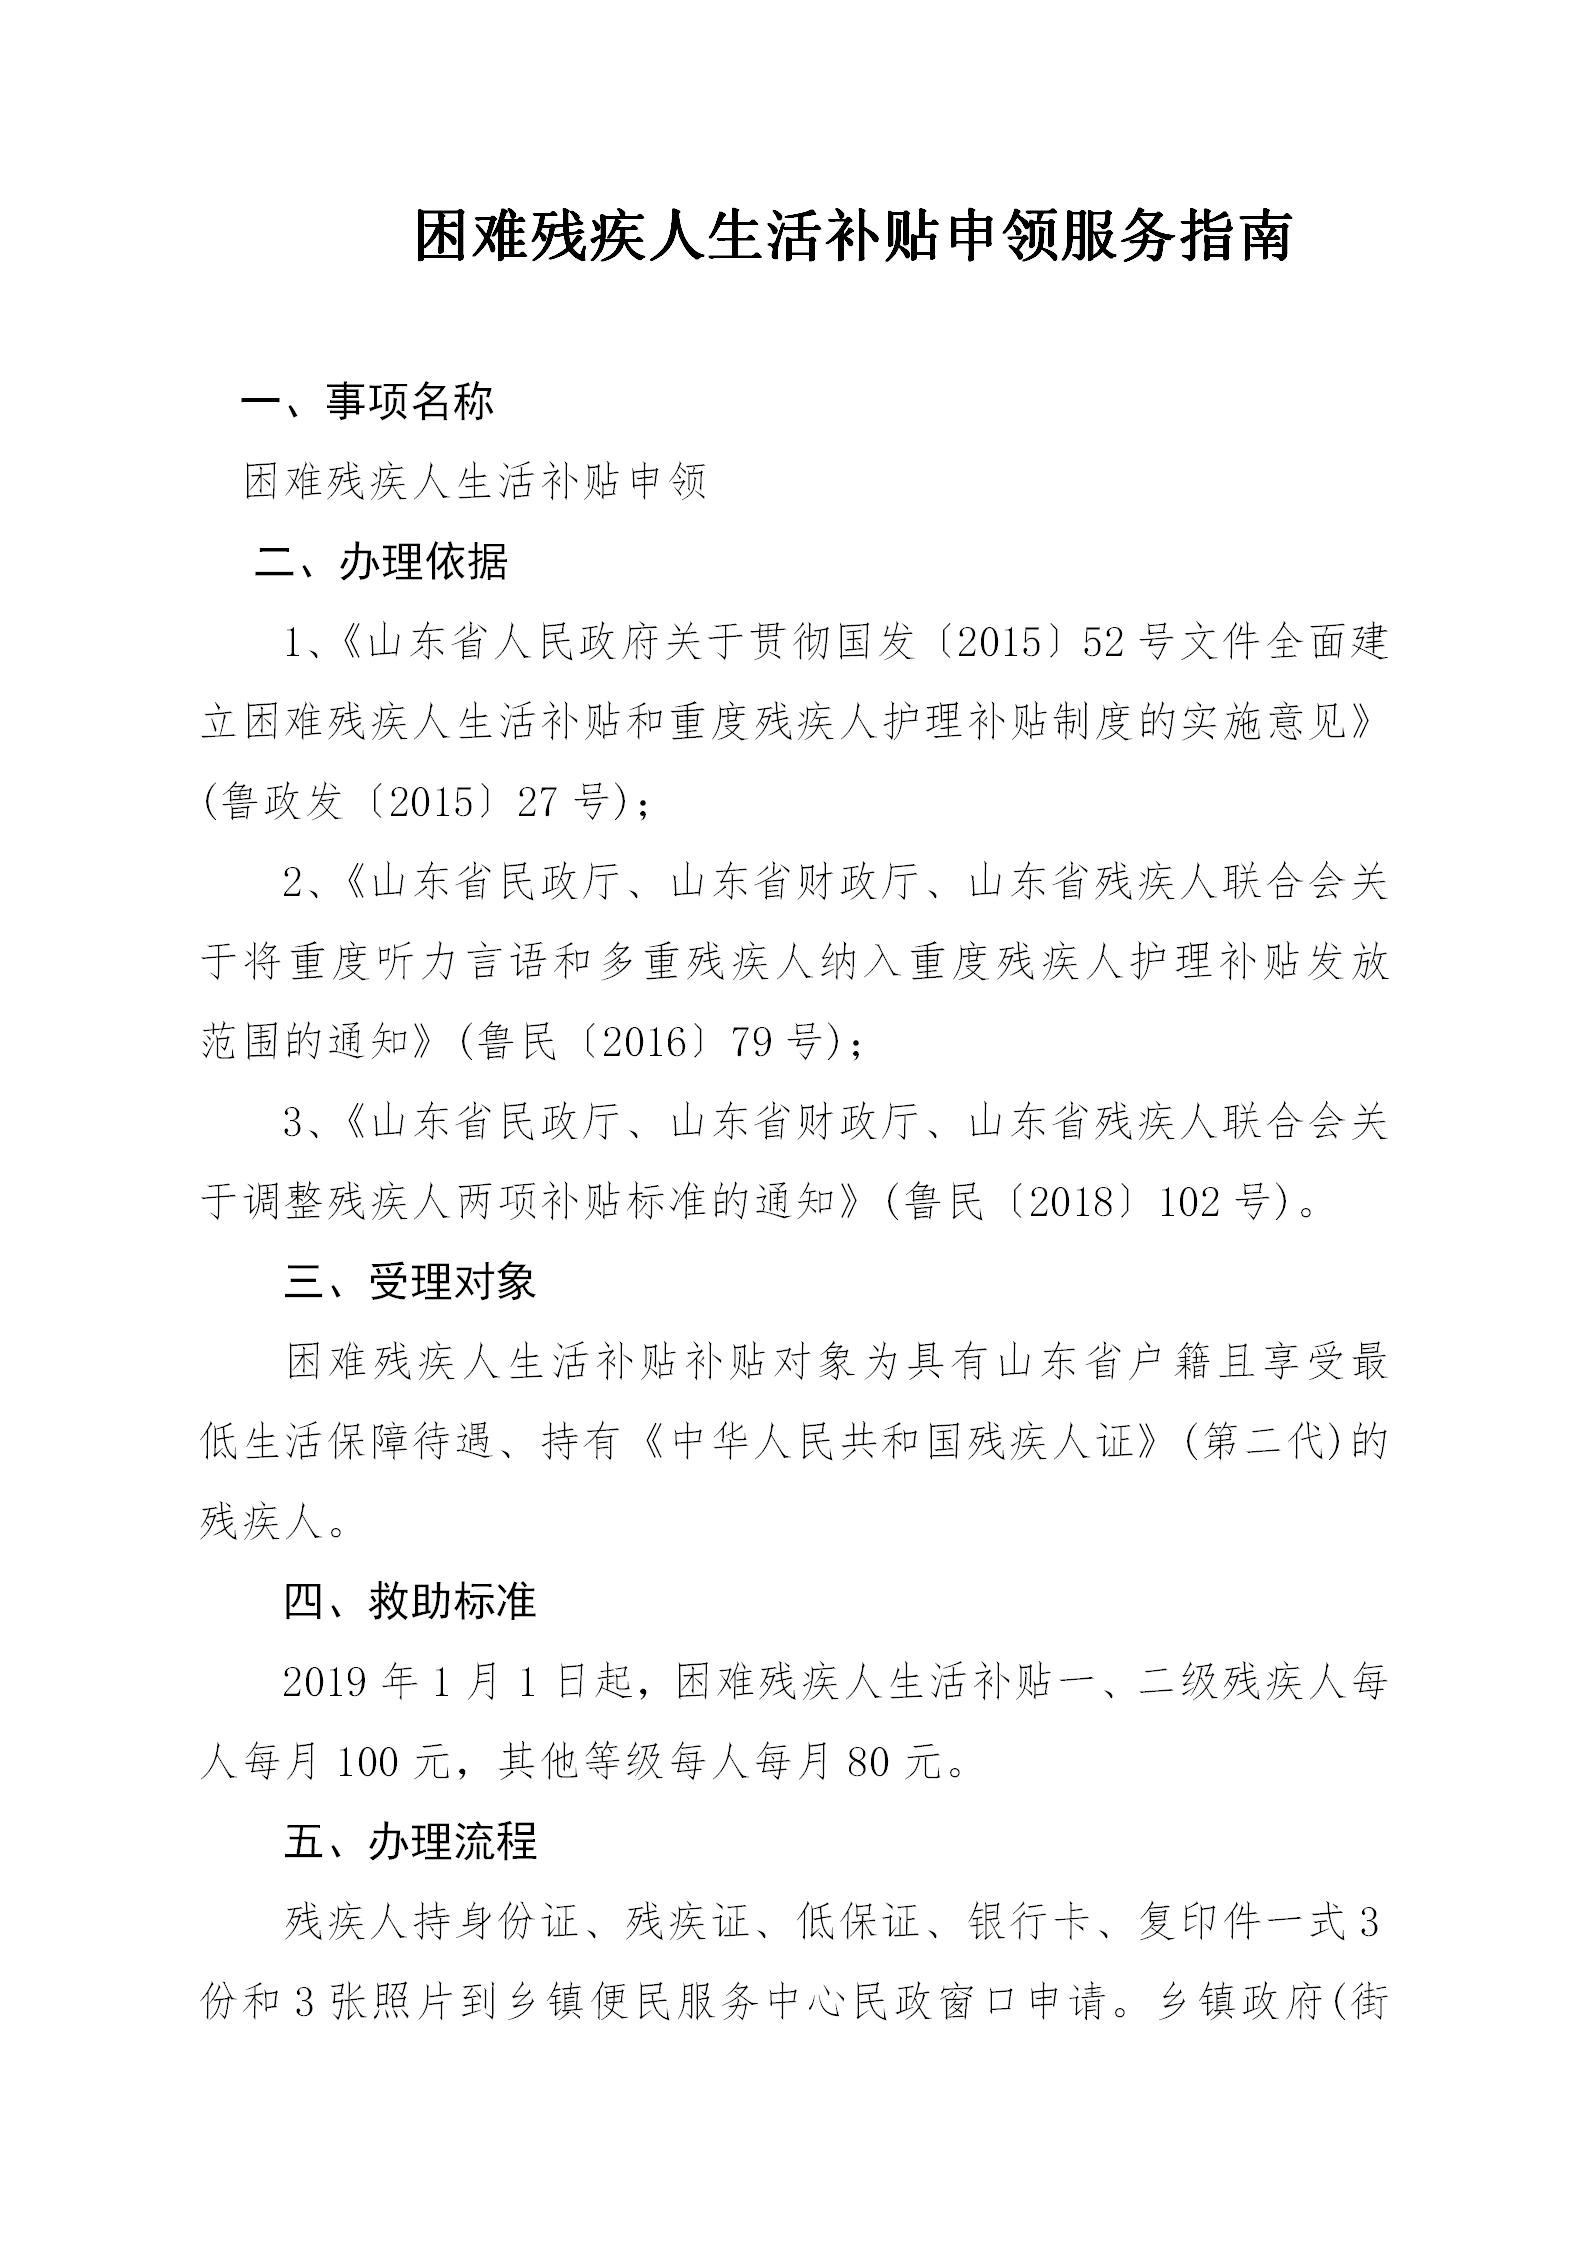 困难残疾人生活补贴申领服务指南
一、事项名称
困难残疾人生活补贴申领
二、办理依据
1、《山东省人民政府关于贯彻国发〔2015〕52号文件全面建
立困难残疾人生活补贴和重度残疾人护理补贴制度的实施意见》
(鲁政发〔2015〕27号);
2、《山东省民政厅、山东省财政厅、山东省残疾人联合会关
于将重度听力言语和多重残疾人纳入重度残疾人护理补贴发放
范围的通知》(鲁民〔2016〕79号);
3、《山东省民政厅、山东省财政厅、山东省残疾人联合会关
于调整残疾人两项补贴标准的通知》(鲁民〔2018〕102号)。
三、受理对象
困难残疾人生活补贴补贴对象为具有山东省户籍且享受最
低生活保障待遇、持有《中华人民共和国残疾人证》(第二代)的
残疾人。
四、救助标准
2019年1月1日起，困难残疾人生活补贴一、二级残疾人每
人每月100元，其他等级每人每月80元。
五、办理流程
残疾人持身份证、残疾证、低保证、银行卡、复印件一式3
份和3张照片到乡镇便民服务中心民政窗口申请。乡镇政府(街